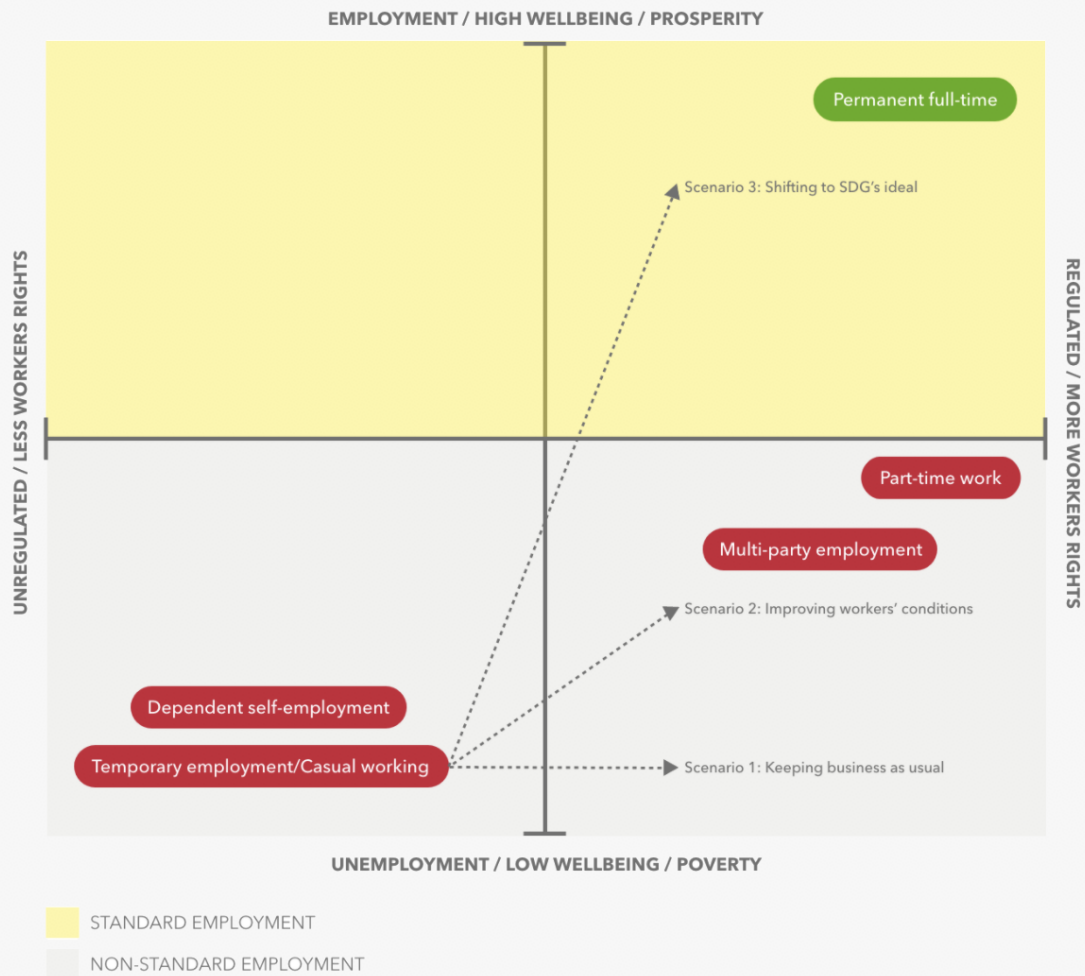 EMPLOYMENT / HIGH WELLBEING / PROSPERITY
Permanent full-time
Scenario 3: Shifting to SDG's ideal
UNREGULATED / LESS WORKERS RIGHTS
REGULATED / MORE WORKERS RIGHTS
Part-time work
Multi-party employment
Scenario 2: Improving workers' conditions
Dependent self-employment
Temporary employment/Casual working
Scenario 1: Keeping business as usual
UNEMPLOYMENT / LOW WELLBEING / POVERTY
STANDARD EMPLOYMENT
NON-STANDARD EMPLOYMENT